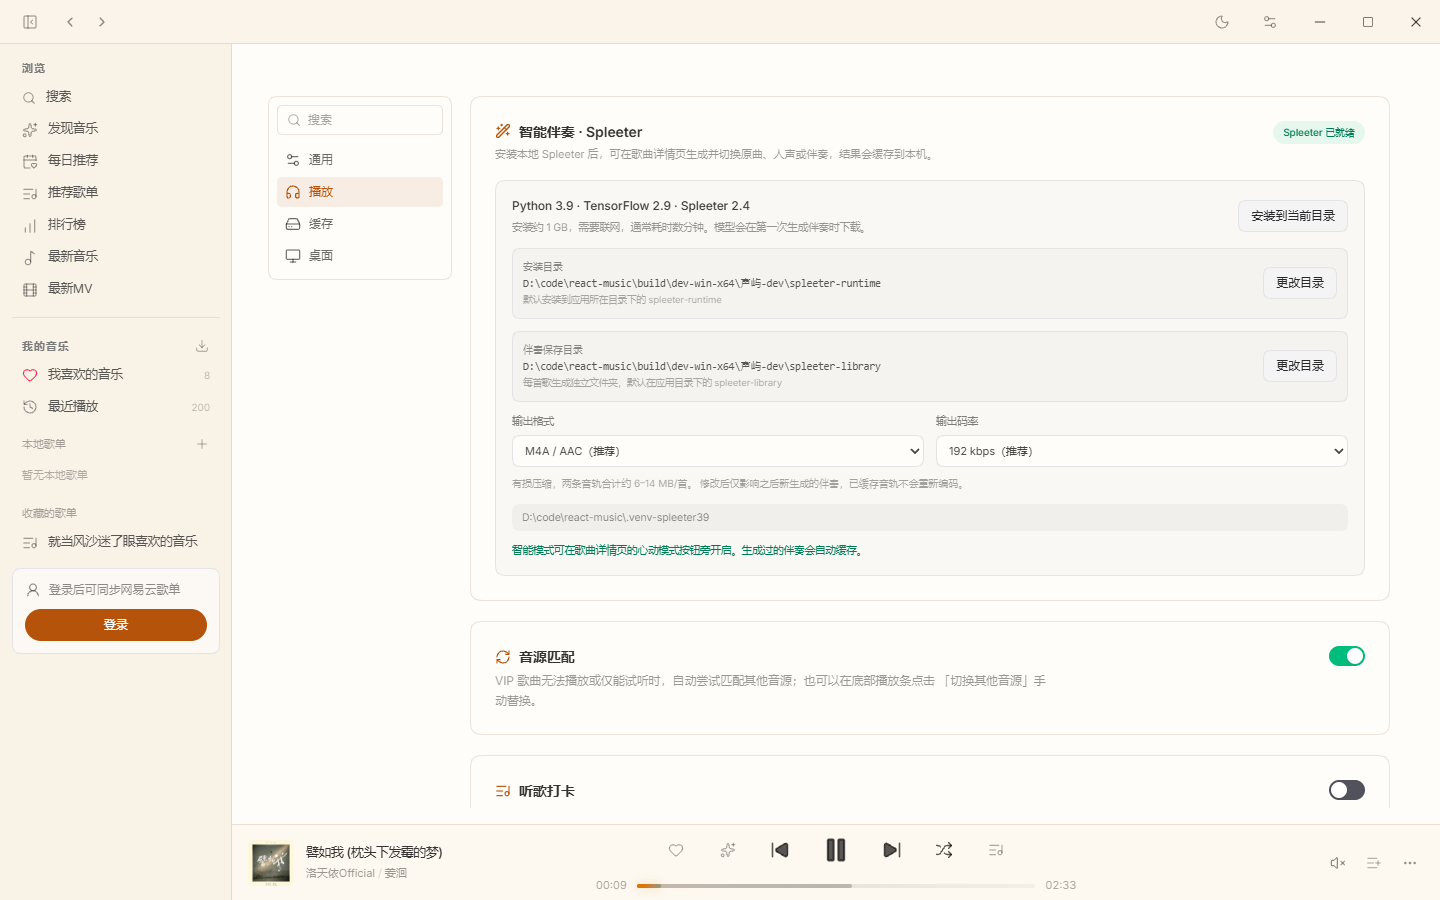 浏览
搜索
发现音乐
每日推荐
推荐歌单
排行榜
最新音乐
最新MV
我的音乐
我喜欢的音乐 8
最近播放 200
本地歌单
暂无本地歌单
收藏的歌单
就当风沙迷了眼喜欢的音乐
登录后可同步网易云歌单
登录
搜索
通用
播放
缓存
桌面
智能伴奏 · Spleeter
Spleeter 已就绪
安装本地 Spleeter 后，可在歌曲详情页生成并切换原曲、人声或伴奏，结果会缓存到本机。
Python 3.9 · TensorFlow 2.9 · Spleeter 2.4
安装约 1 GB，需要联网，通常耗时数分钟。模型会在第一次生成伴奏时下载。
安装到当前目录
安装目录
D:\code\react-music\build\dev-win-x64\声屿-dev\spleeter-runtime
默认安装到应用所在目录下的 spleeter-runtime
更改目录
伴奏保存目录
D:\code\react-music\build\dev-win-x64\声屿-dev\spleeter-library
每首歌生成独立文件夹，默认在应用目录下的 spleeter-library
更改目录
输出格式
M4A / AAC（推荐）
输出码率
192 kbps（推荐）
有损压缩，两条音轨合计约 6–14 MB/首。 修改后仅影响之后新生成的伴奏，已缓存音轨不会重新编码。
D:\code\react-music\.venv-spleeter39
智能模式可在歌曲详情页的心动模式按钮旁开启。生成过的伴奏会自动缓存。
音源匹配
VIP 歌曲无法播放或仅能试听时，自动尝试匹配其他音源；也可以在底部播放条点击 「切换其他音源」手
动替换。
听歌打卡
譬如我 (枕头下发霉的梦)
洛天依Official / 姜洄
00:09
02:33